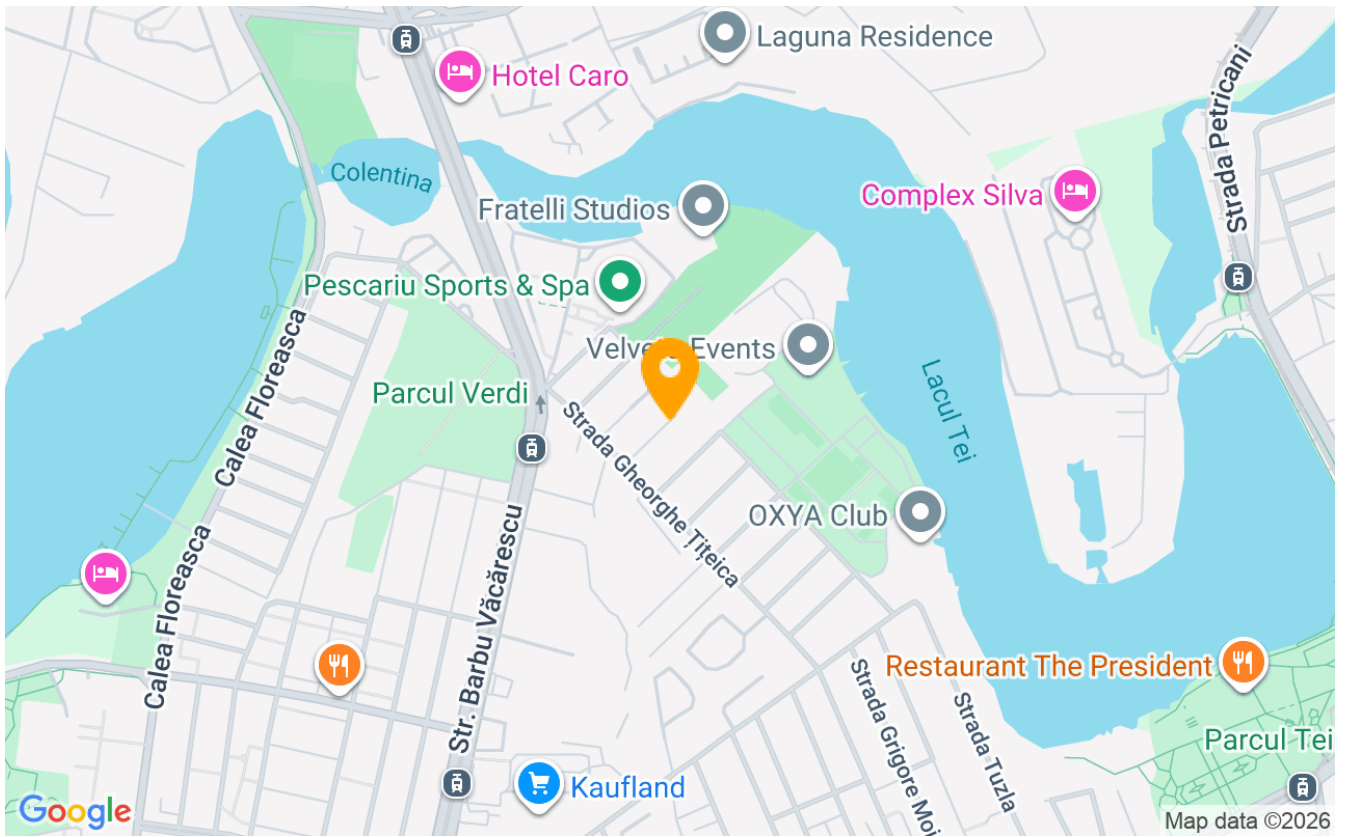 Laguna Residence
Hotel Caro
Strada Petricani
Colentina
Complex Silva
Fratelli Studios
Pescariu Sports & Spa
Calea Floreasca
Parcul Verdi
Strada Gheorghe Țițeica
Lacul Tei
OXYA Club
Calea Floreasca
Str. Barbu Văcărescu
Restaurant The President
Strada Grigore Moi
Strada Tuzla
Parcul Tei
Kaufland
Google
Map data ©2026